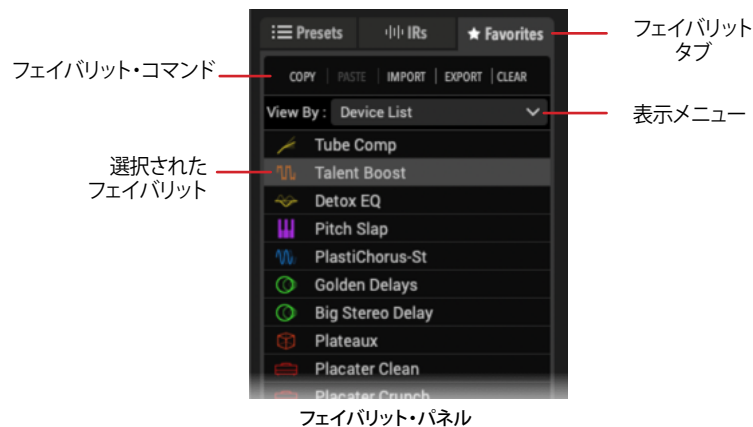 Presets IRs ★ Favorites
フェイバリット
タブ
フェイバリット・コマンド
COPY | PASTE | IMPORT | EXPORT | CLEAR
View By : Device List
表示メニュー
Tube Comp
選択された
フェイバリット
Talent Boost
Detox EQ
Pitch Slap
PlastiChorus-St
Golden Delays
Big Stereo Delay
Plateaux
Placater Clean
Placater Crunch
フェイバリット・パネル